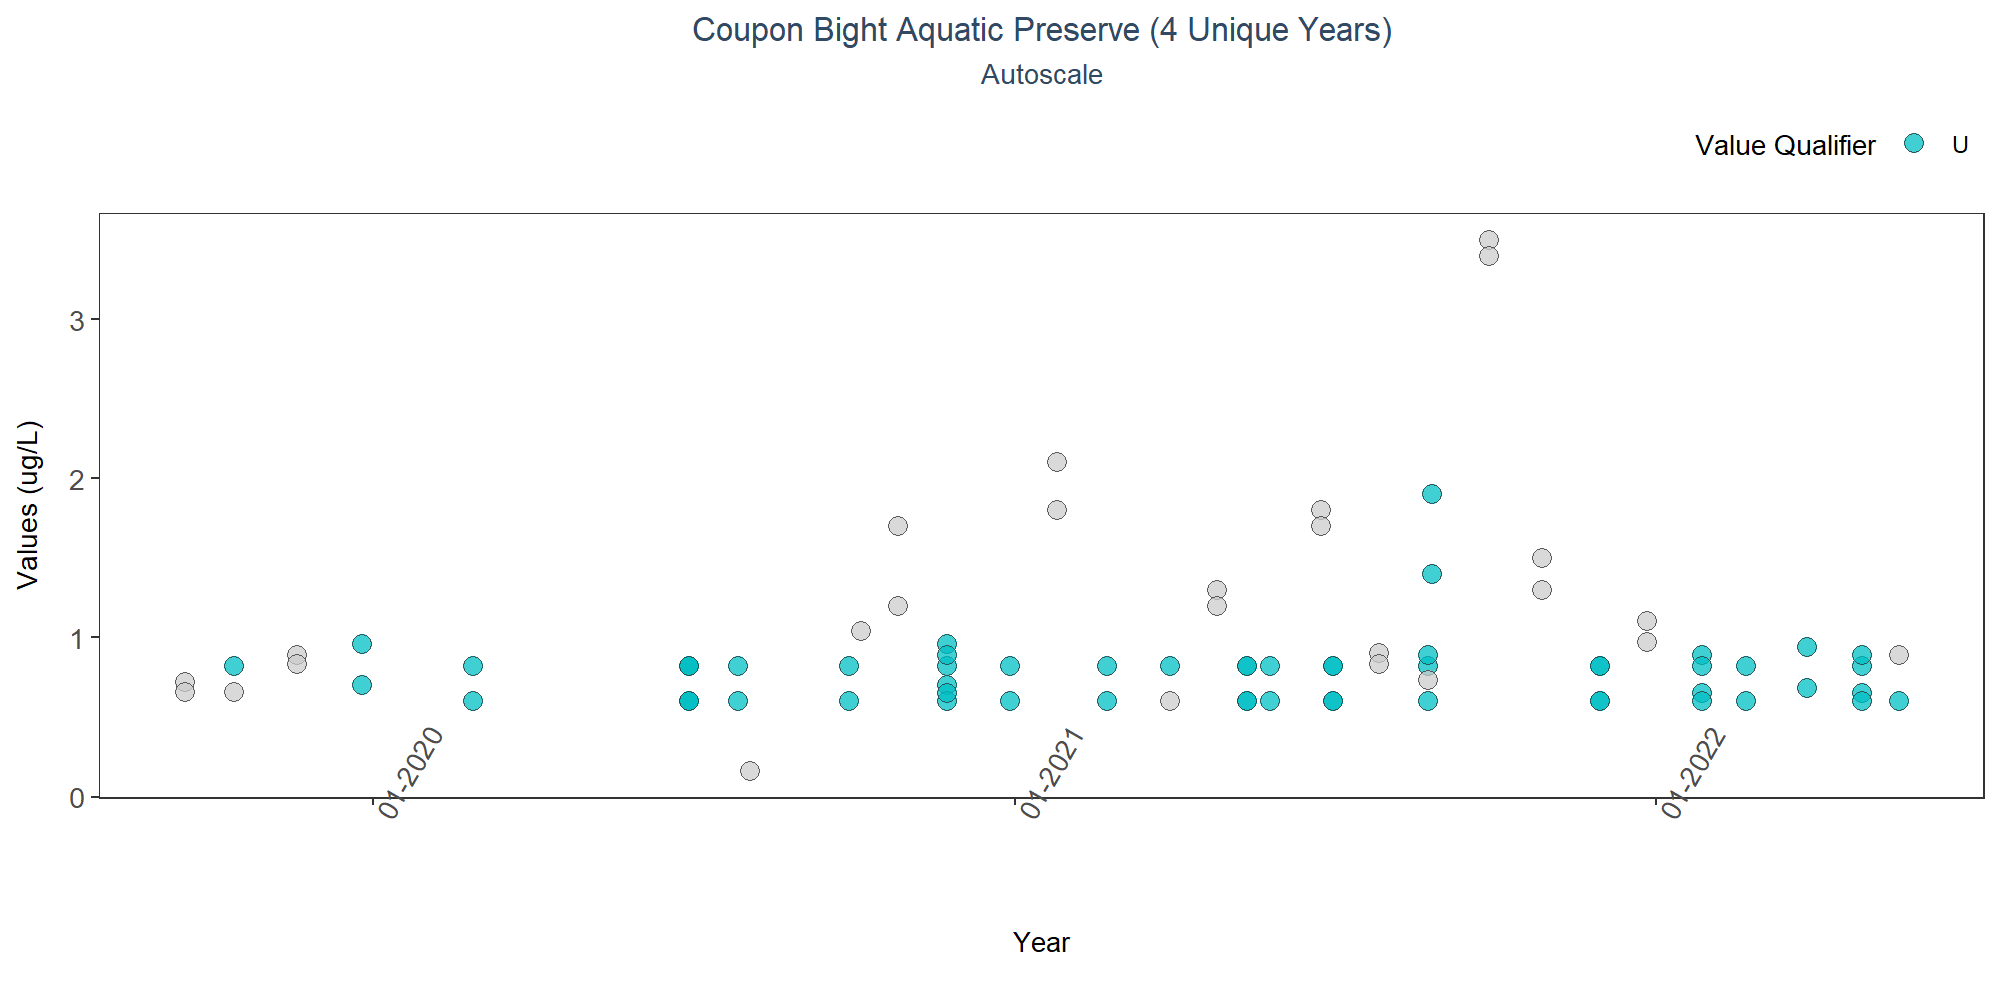 Coupon Bight Aquatic Preserve (4 Unique Years)
Autoscale
Value Qualifier U
Values (ug/L)
3
2
1
0
01-2020
01-2021
01-2022
Year